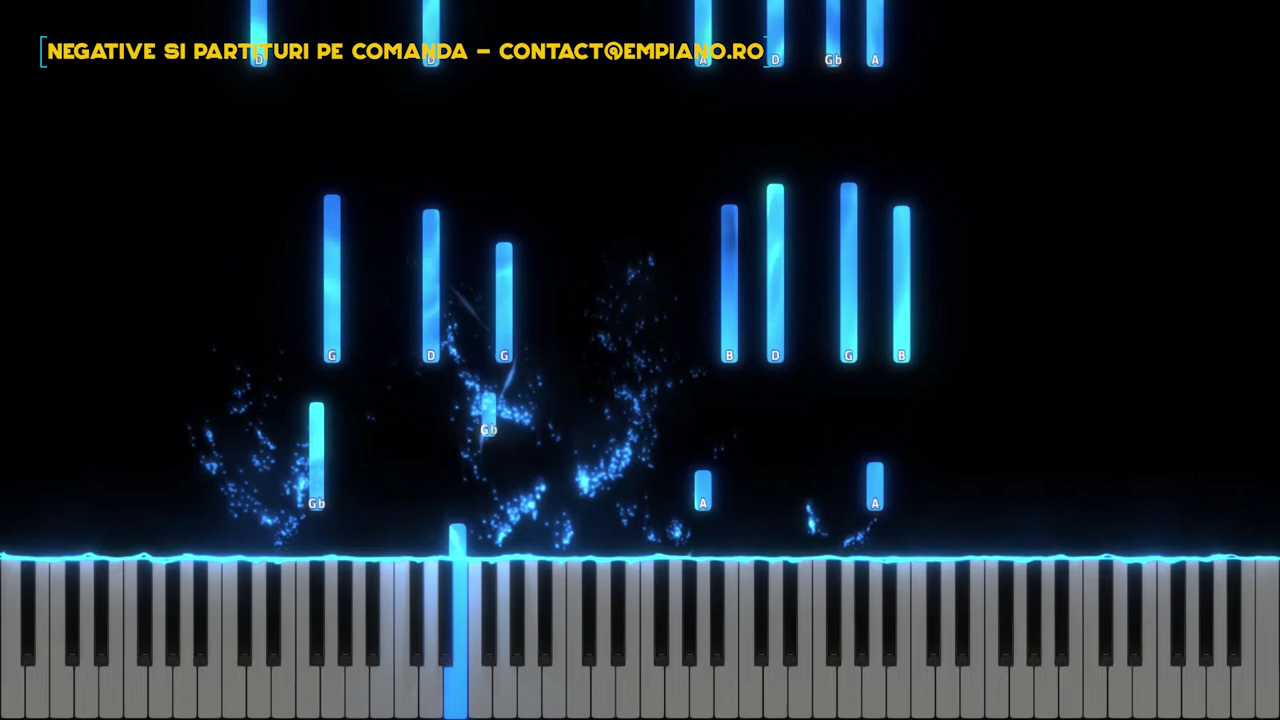 NEGATIVE SI PARTITURI PE COMANDA - CONTACT@EMPIANO.RO
D D A D Gb A
G D G B D G B
Gb
Gb A A